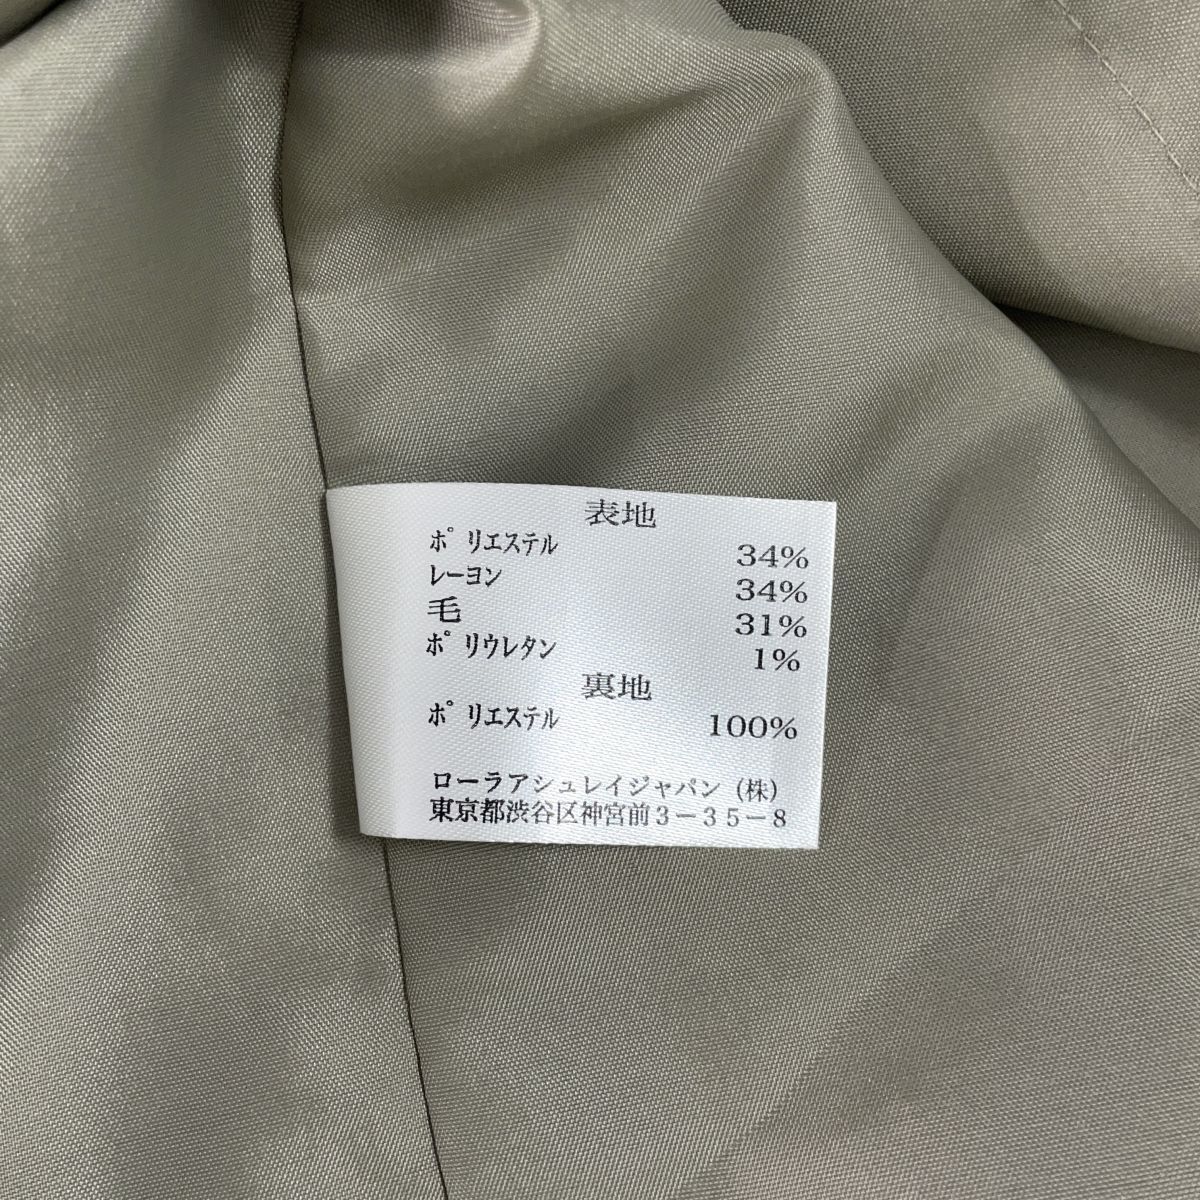 表地
ポリエステル 34%
レーヨン 34%
毛 31%
ポリウレタン 1%
裏地
ポリエステル 100%
ローラアシュレイジャパン(株)
東京都渋谷区神宮前3-35-8